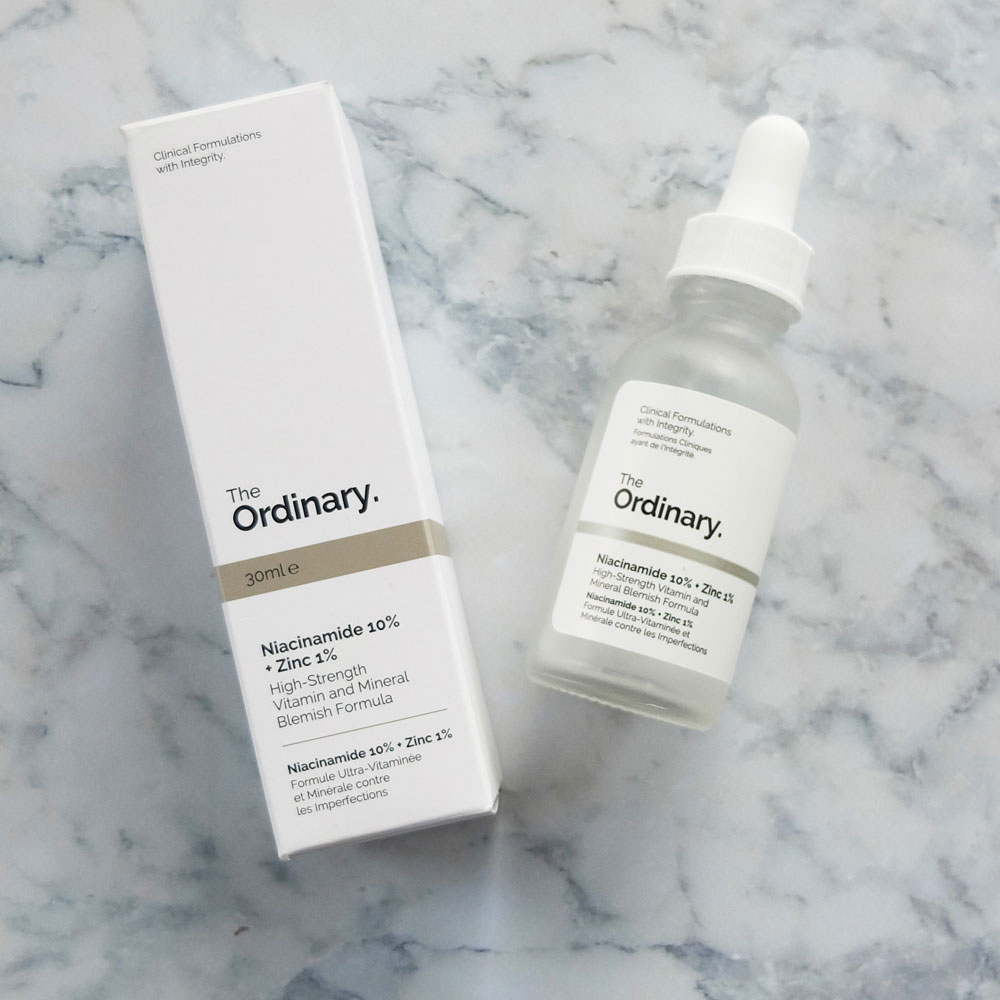 Clinical Formulations
with Integrity.
The
Ordinary.
30ml e
Niacinamide 10%
+ Zinc 1%
High-Strength
Vitamin and Mineral
Blemish Formula
Niacinamide 10% + Zinc 1%
Formule Ultra-Vitaminée
et Minérale contre
les Imperfections
Clinical Formulations
with Integrity.
Formulations Cliniques
ayant de l'Intégrité.
The
Ordinary.
Niacinamide 10% + Zinc 1%
High-Strength Vitamin and
Mineral Blemish Formula
Niacinamide 10% + Zinc 1%
Formule Ultra-Vitaminée et
Minérale contre les Imperfections